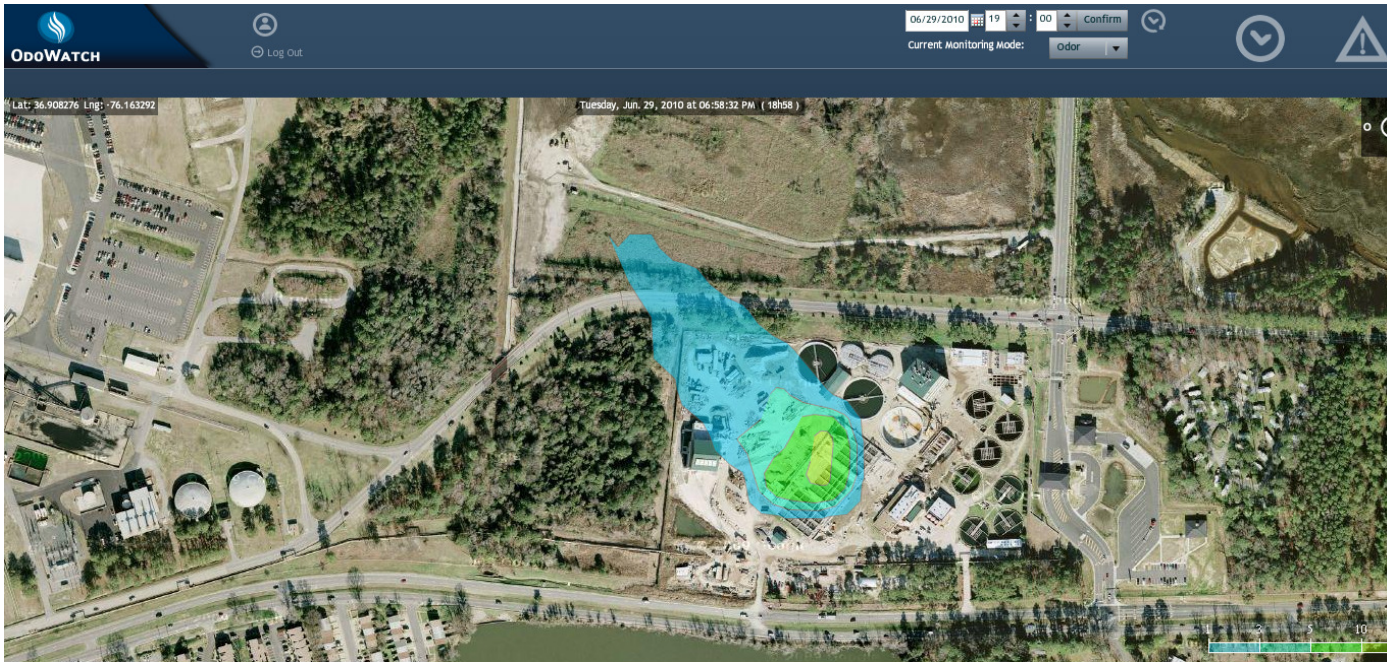 06/29/2010 19 : 00 Confirm
ODOWATCH
Log Out
Current Monitoring Mode: Odor
Lat: 36.908276 Lng: -76.163292
Tuesday, Jun. 29, 2010 at 06:58:32 PM ( 18h58 )
1 3 5 10